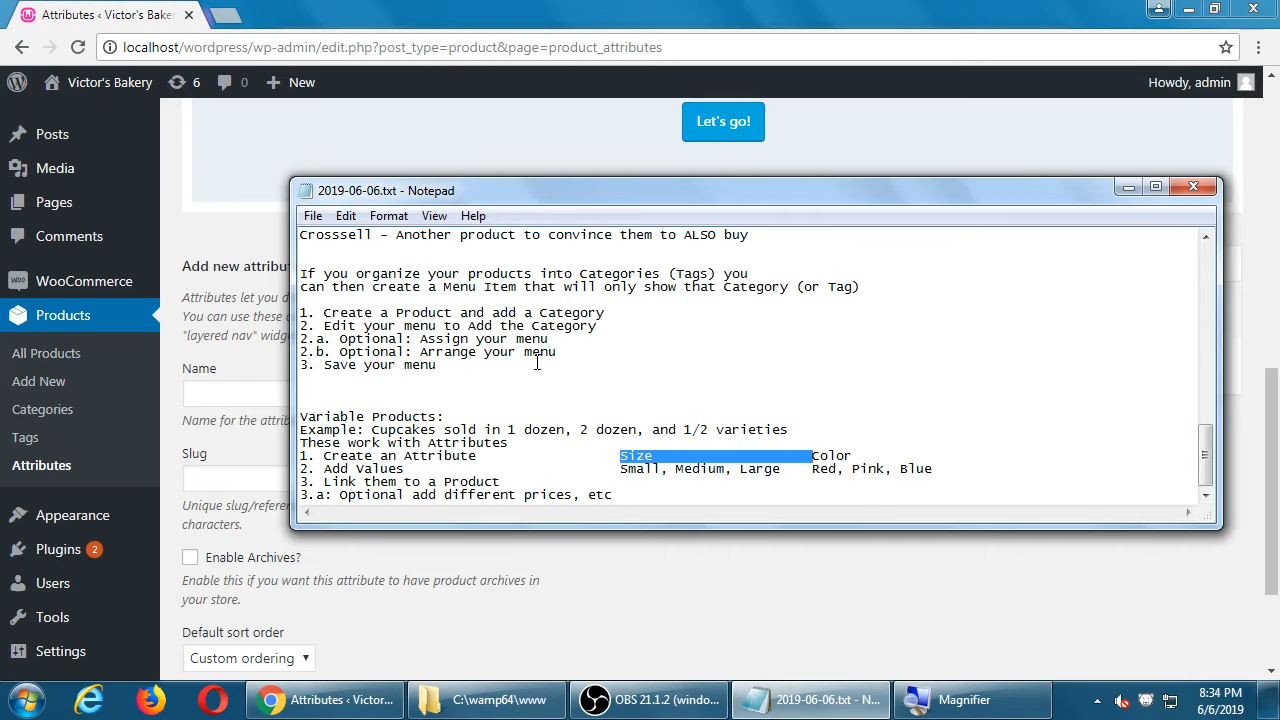 Attributes ‹ Victor's Bake
localhost/wordpress/wp-admin/edit.php?post_type=product&page=product_attributes
Victor's Bakery 6 0 New Howdy, admin
Posts
Media
Pages
Comments
WooCommerce
Products
All Products
Add New
Categories
Tags
Attributes
Appearance
Plugins 2
Users
Tools
Settings
Let's go!
Add new attribu
Attributes let you d
You can use these a
"layered nav" widge
Name
Name for the attrib
Slug
Unique slug/refere
characters.
Enable Archives?
Enable this if you want this attribute to have product archives in
your store.
Default sort order
Custom ordering
2019-06-06.txt - Notepad
File Edit Format View Help
Crosssell - Another product to convince them to ALSO buy
If you organize your products into Categories (Tags) you
can then create a Menu Item that will only show that Category (or Tag)
1. Create a Product and add a Category
2. Edit your menu to Add the Category
2.a. Optional: Assign your menu
2.b. Optional: Arrange your menu
3. Save your menu
Variable Products:
Example: Cupcakes sold in 1 dozen, 2 dozen, and 1/2 varieties
These work with Attributes
1. Create an Attribute Size Color
2. Add Values Small, Medium, Large Red, Pink, Blue
3. Link them to a Product
3.a: Optional add different prices, etc
Attributes ‹ Victor... C:\wamp64\www OBS 21.1.2 (windo... 2019-06-06.txt - N... Magnifier
8:34 PM
6/6/2019